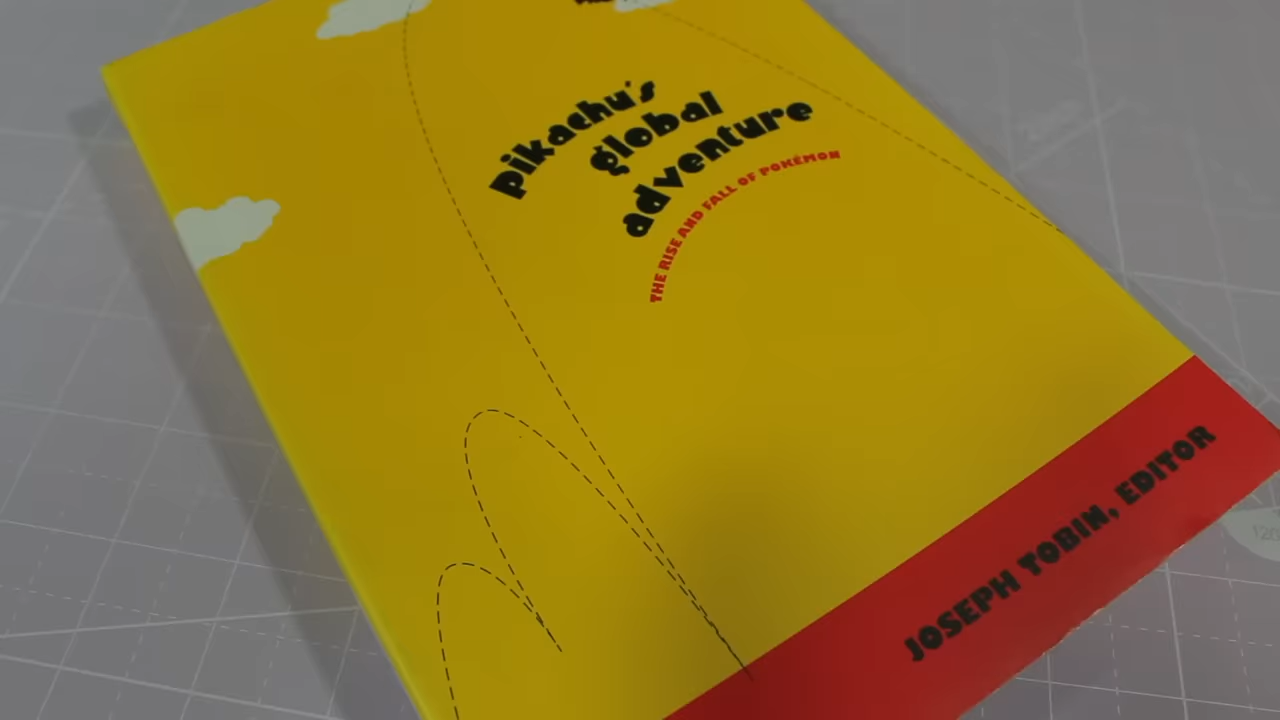 pikachu's
global
adventure
THE RISE AND FALL OF POKÉMON
JOSEPH TOBIN, EDITOR